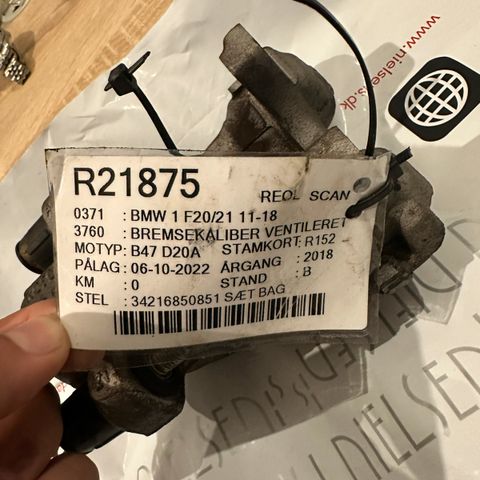 www.nielsens.dk
R21875
REOL SCAN
0371 : BMW 1 F20/21 11-18
3760 : BREMSEKALIBER VENTILERET
MOTYP: B47 D20A STAMKORT: R152
PÅLAG: 06-10-2022 ÅRGANG : 2018
KM : 0 STAND : B
STEL : 34216850851 SÆT BAG
NIELSEN